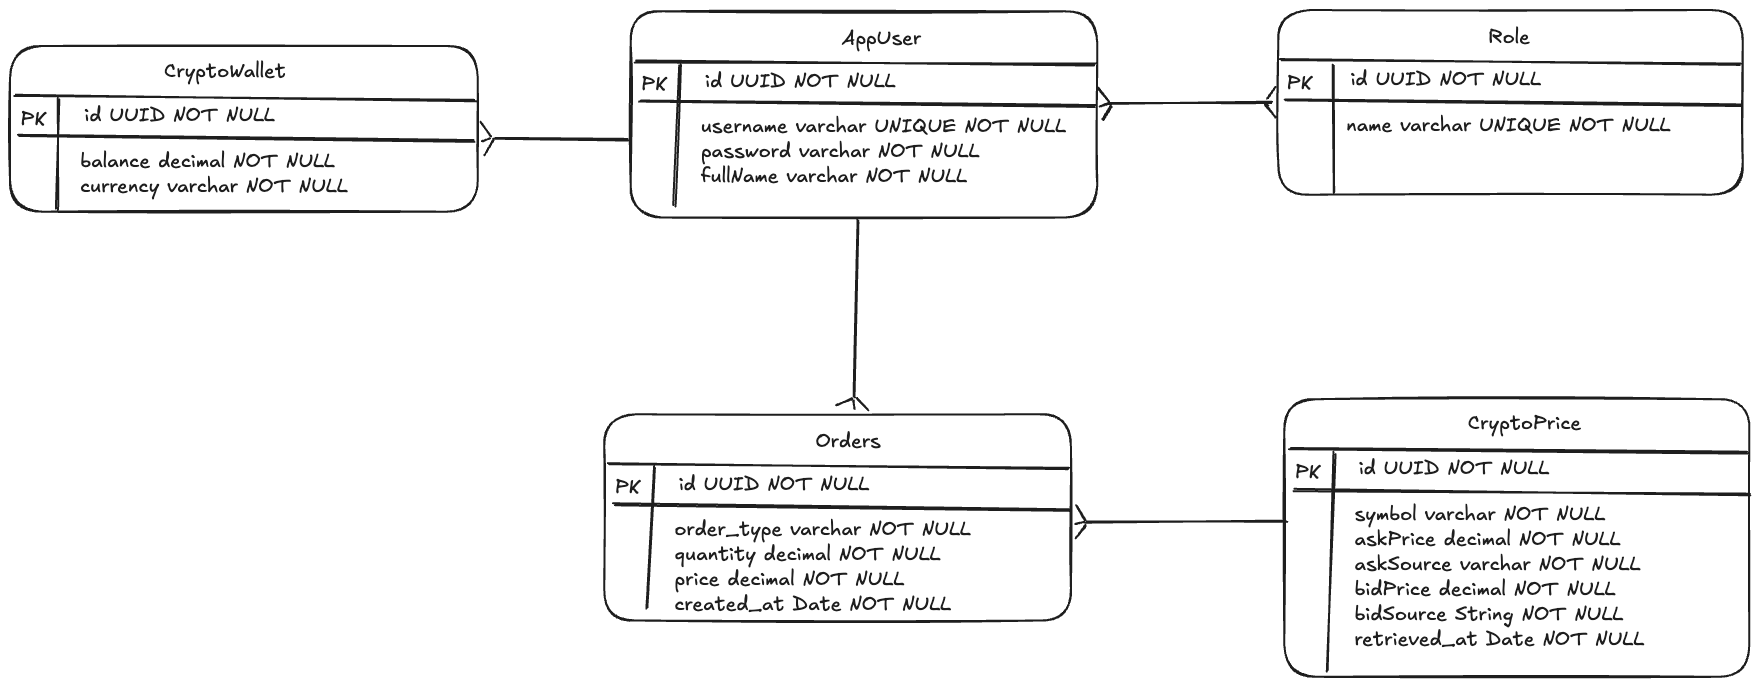 CryptoWallet
PK
id UUID NOT NULL
balance decimal NOT NULL
currency varchar NOT NULL
AppUser
PK
id UUID NOT NULL
username varchar UNIQUE NOT NULL
password varchar NOT NULL
fullName varchar NOT NULL
Role
PK
id UUID NOT NULL
name varchar UNIQUE NOT NULL
Orders
PK
id UUID NOT NULL
order_type varchar NOT NULL
quantity decimal NOT NULL
price decimal NOT NULL
created_at Date NOT NULL
CryptoPrice
PK
id UUID NOT NULL
symbol varchar NOT NULL
askPrice decimal NOT NULL
askSource varchar NOT NULL
bidPrice decimal NOT NULL
bidSource String NOT NULL
retrieved_at Date NOT NULL